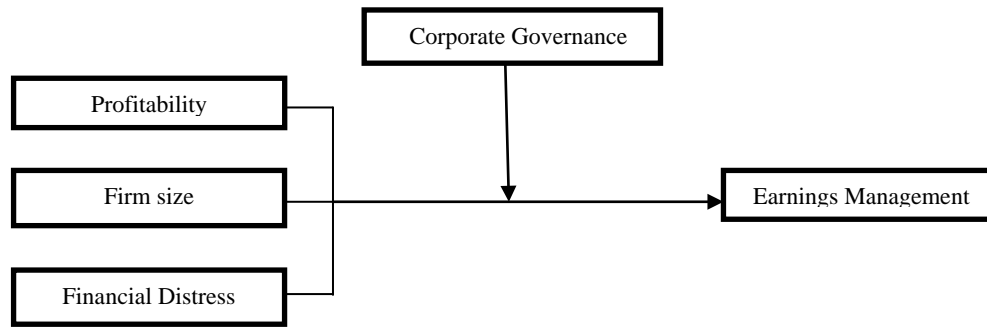 Corporate Governance
Profitability
Firm size
Earnings Management
Financial Distress